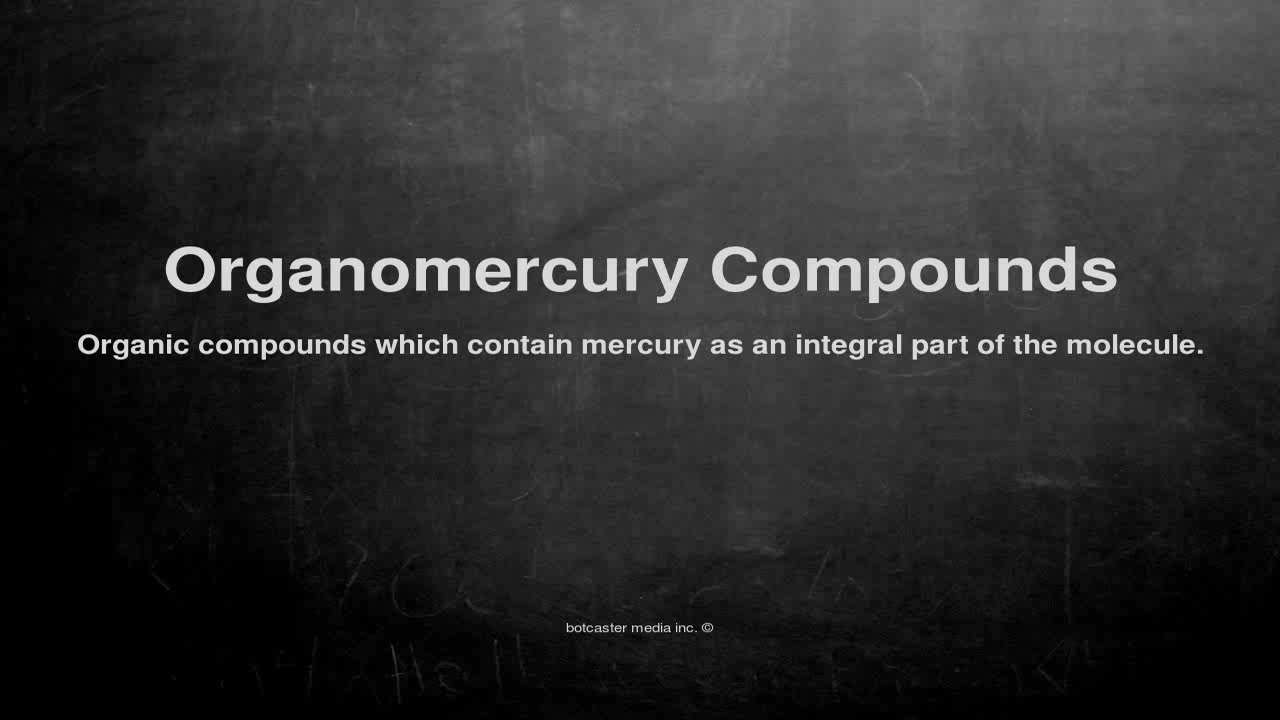 Organomercury Compounds
Organic compounds which contain mercury as an integral part of the molecule.
botcaster media inc. ©